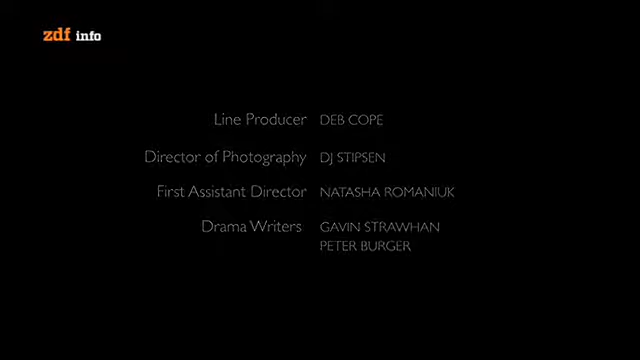 zdf info
Line Producer DEB COPE
Director of Photography DJ STIPSEN
First Assistant Director NATASHA ROMANIUK
Drama Writers GAVIN STRAWHAN
PETER BURGER